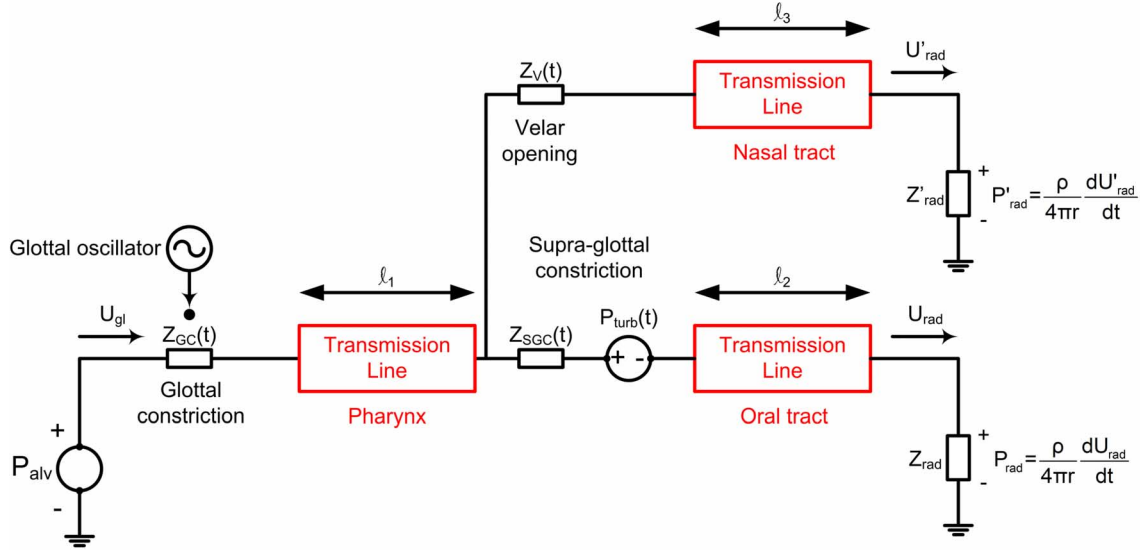 ℓ3
U'rad
ZV(t)
Transmission
Line
Velar
opening
Nasal tract
Z'rad
+
-
P'rad = ρ/4πr dU'rad/dt
Glottal oscillator
Supra-glottal
constriction
ℓ1
ℓ2
Ugl
ZGC(t)
Pturb(t)
Urad
Transmission
Line
ZSGC(t)
+ -
Transmission
Line
Glottal
constriction
Pharynx
Oral tract
+
Palv
-
Zrad
+
-
Prad = ρ/4πr dUrad/dt